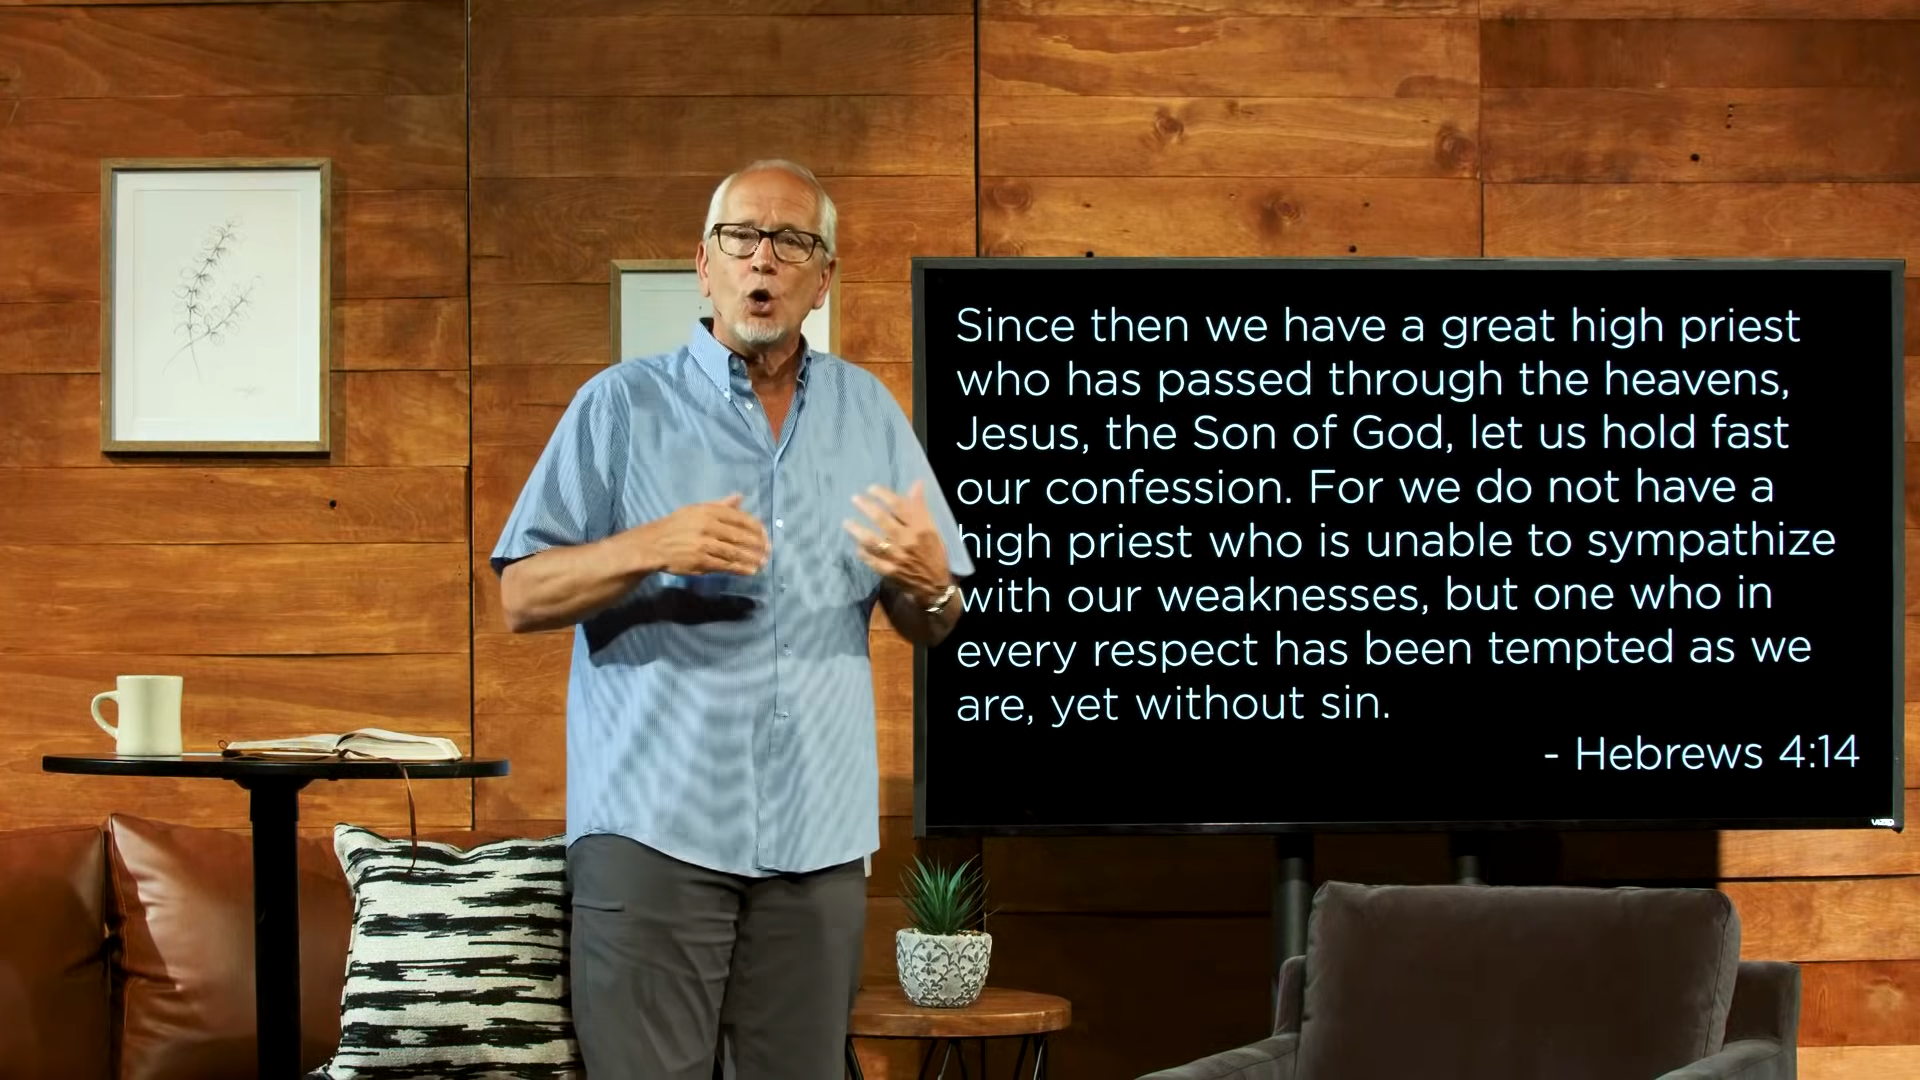 Since then we have a great high priest
who has passed through the heavens,
Jesus, the Son of God, let us hold fast
our confession. For we do not have a
high priest who is unable to sympathize
with our weaknesses, but one who in
every respect has been tempted as we
are, yet without sin.
- Hebrews 4:14
VIZIO